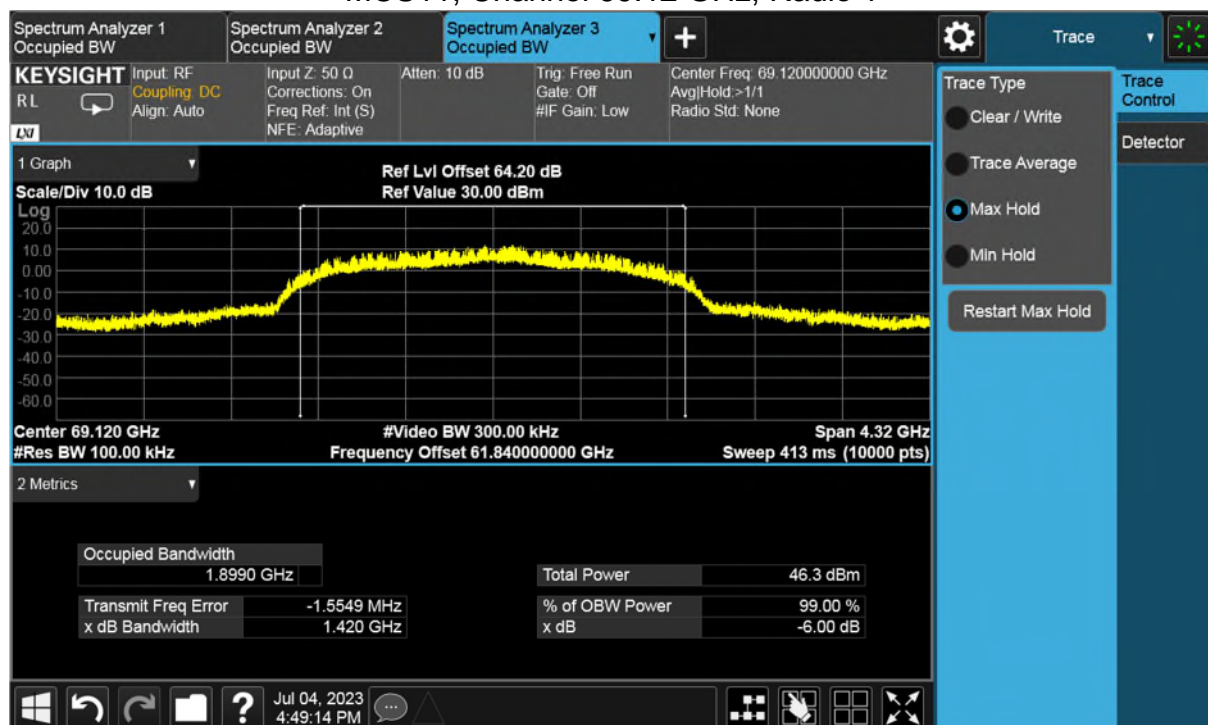 Spectrum Analyzer 1
Occupied BW
Spectrum Analyzer 2
Occupied BW
Spectrum Analyzer 3
Occupied BW
Trace
KEYSIGHT
RL
LXI
Input: RF
Coupling: DC
Align: Auto
Input Z: 50 Ω
Corrections: On
Freq Ref: Int (S)
NFE: Adaptive
Atten: 10 dB
Trig: Free Run
Gate: Off
#IF Gain: Low
Center Freq: 69.120000000 GHz
Avg|Hold:>1/1
Radio Std: None
Trace Type
Clear / Write
Trace Average
Max Hold
Min Hold
Restart Max Hold
Trace
Control
Detector
1 Graph
Scale/Div 10.0 dB
Ref Lvl Offset 64.20 dB
Ref Value 30.00 dBm
Log
20.0
10.0
0.00
-10.0
-20.0
-30.0
-40.0
-50.0
-60.0
Center 69.120 GHz
#Video BW 300.00 kHz
Span 4.32 GHz
#Res BW 100.00 kHz
Frequency Offset 61.840000000 GHz
Sweep 413 ms (10000 pts)
2 Metrics
Occupied Bandwidth
1.8990 GHz
Total Power 46.3 dBm
Transmit Freq Error -1.5549 MHz
% of OBW Power 99.00 %
x dB Bandwidth 1.420 GHz
x dB -6.00 dB
?
Jul 04, 2023
4:49:14 PM